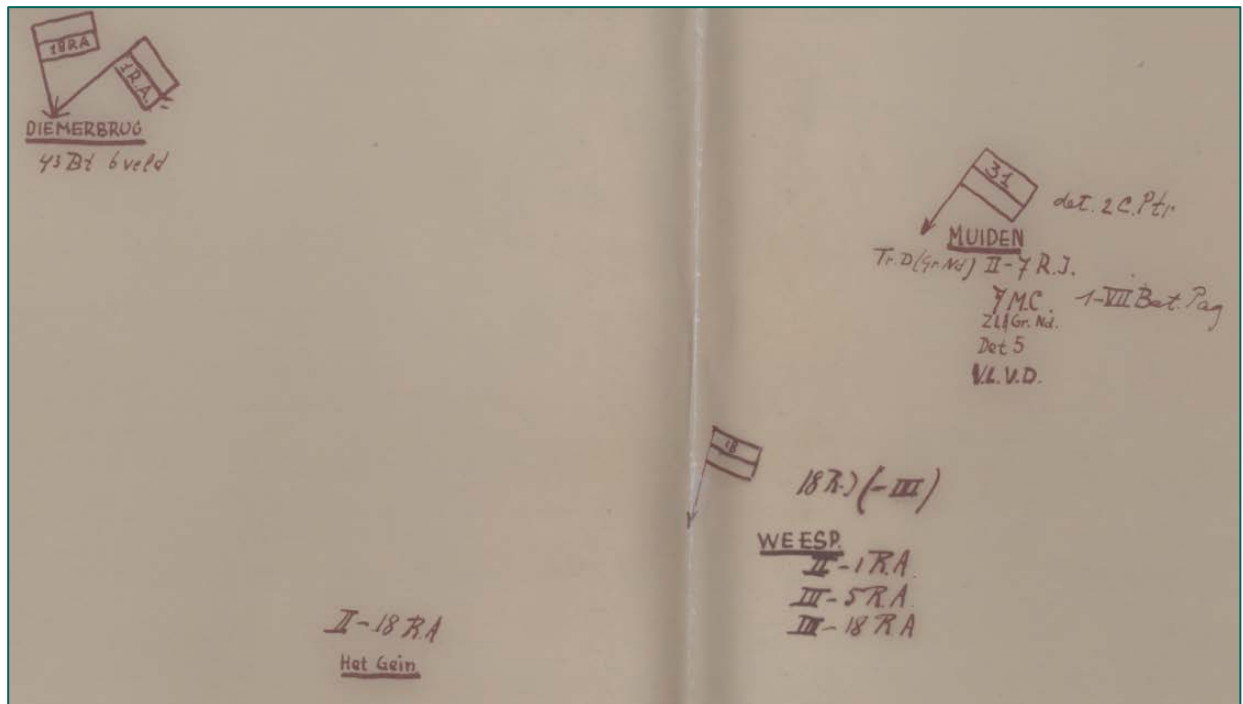 18RA
1R.A.
DIEMERBRUG
43 Bt 6 veld
31
det. 2 C. Ptr
MUIDEN
Tr. D (Gr. Nd) II-7 R.J.
7 M.C. 1-VII Bat. Pag
Gr. Nd.
Det 5
V.L.V.D.
18
18 R.J (-III)
WEESP.
II-1 R.A.
III-5 R.A.
III-18 R A
II-18 R.A
Het Gein